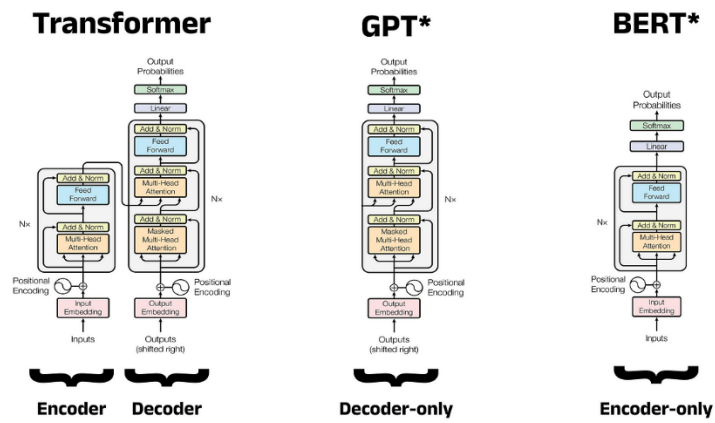 Transformer
Output
Probabilities
Softmax
Linear
Add & Norm
Feed
Forward
Add & Norm
Multi-Head
Attention
Add & Norm
Masked
Multi-Head
Attention
Nx
Positional
Encoding
Output
Embedding
Outputs
(shifted right)
Add & Norm
Feed
Forward
Add & Norm
Multi-Head
Attention
Nx
Positional
Encoding
Input
Embedding
Inputs
Encoder
Decoder
GPT*
Output
Probabilities
Softmax
Linear
Add & Norm
Feed
Forward
Add & Norm
Multi-Head
Attention
Add & Norm
Masked
Multi-Head
Attention
Nx
Positional
Encoding
Output
Embedding
Outputs
(shifted right)
Decoder-only
BERT*
Output
Probabilities
Softmax
Linear
Add & Norm
Feed
Forward
Add & Norm
Multi-Head
Attention
Nx
Positional
Encoding
Input
Embedding
Inputs
Encoder-only